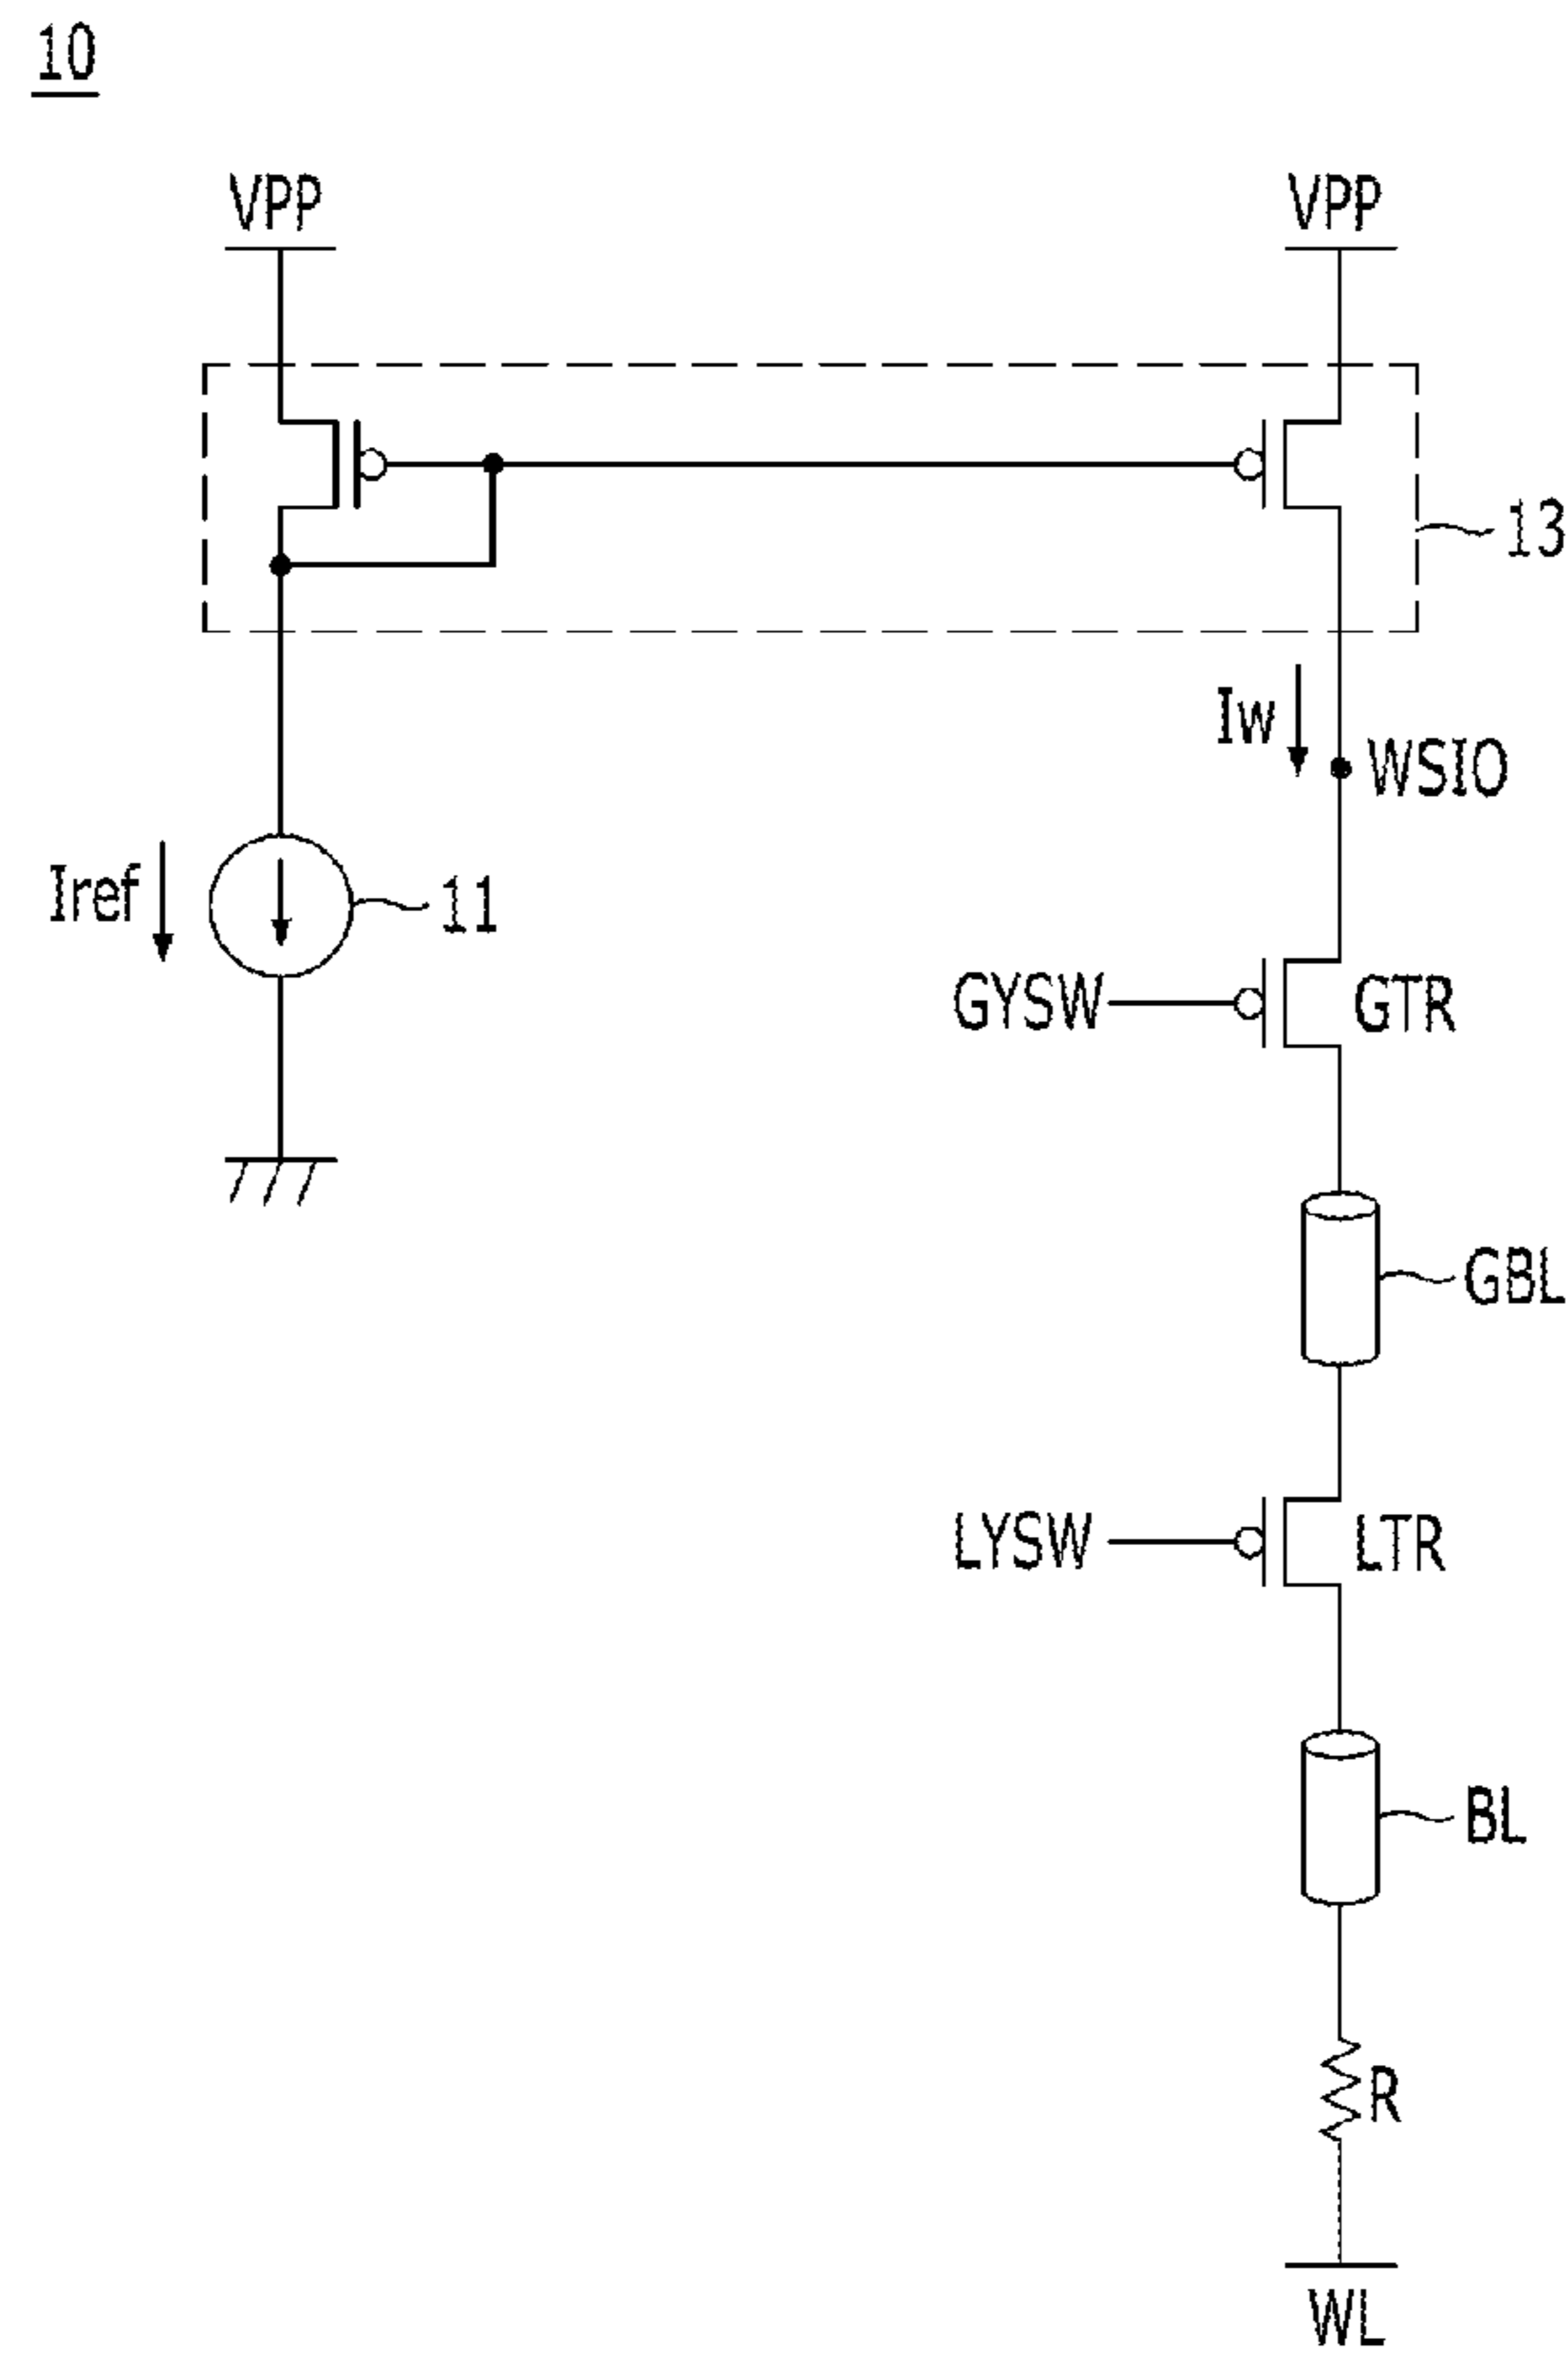 10
VPP
VPP
13
Iw
WSIO
Iref
11
GYSW
GTR
GBL
LYSW
LTR
BL
R
WL